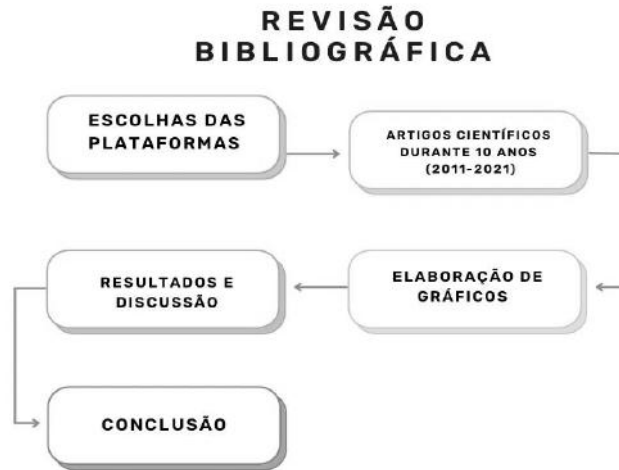 REVISÃO
BIBLIOGRÁFICA
ESCOLHAS DAS
PLATAFORMAS
ARTIGOS CIENTÍFICOS
DURANTE 10 ANOS
(2011-2021)
ELABORAÇÃO DE
GRÁFICOS
RESULTADOS E
DISCUSSÃO
CONCLUSÃO